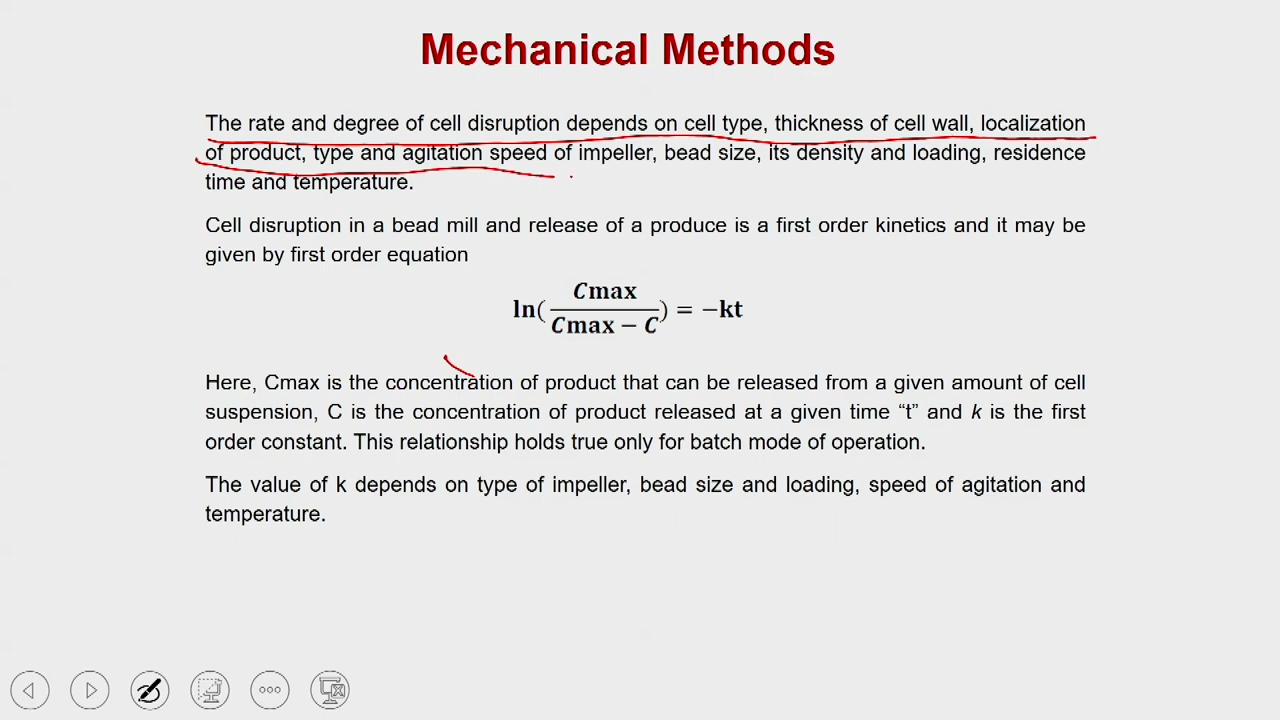 Mechanical Methods
The rate and degree of cell disruption depends on cell type, thickness of cell wall, localization
of product, type and agitation speed of impeller, bead size, its density and loading, residence
time and temperature.
Cell disruption in a bead mill and release of a produce is a first order kinetics and it may be
given by first order equation
ln(Cmax/(Cmax − C)) = −kt
Here, Cmax is the concentration of product that can be released from a given amount of cell
suspension, C is the concentration of product released at a given time “t” and k is the first
order constant. This relationship holds true only for batch mode of operation.
The value of k depends on type of impeller, bead size and loading, speed of agitation and
temperature.